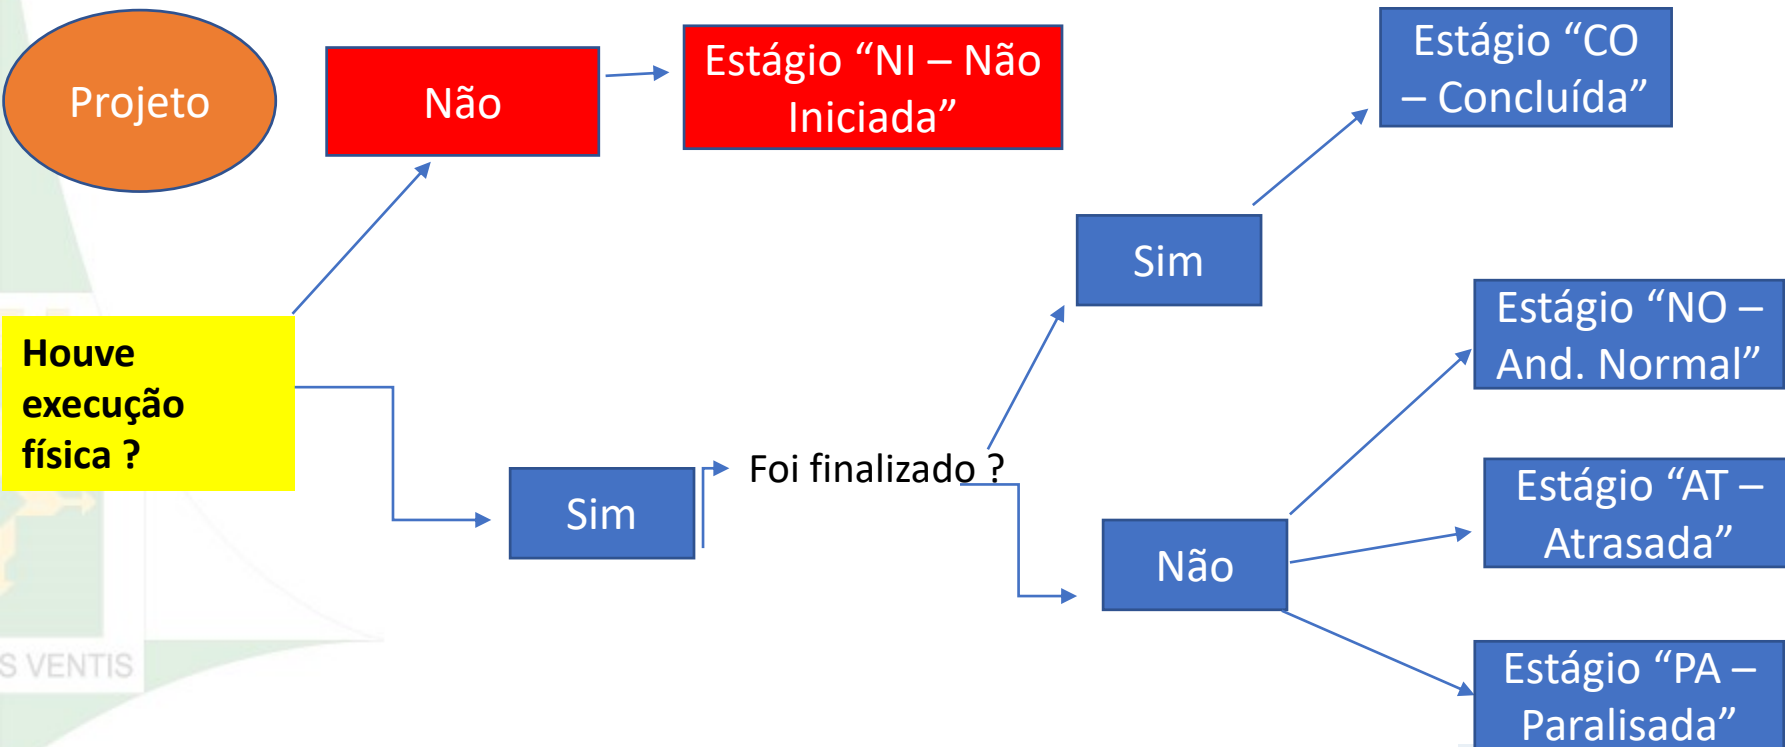 Projeto
Não
Estágio “NI – Não
Iniciada”
Estágio “CO
– Concluída”
Sim
Estágio “NO –
And. Normal”
Houve
execução
física ?
Sim
Foi finalizado ?
Não
Estágio “AT –
Atrasada”
Estágio “PA –
Paralisada”
S VENTIS